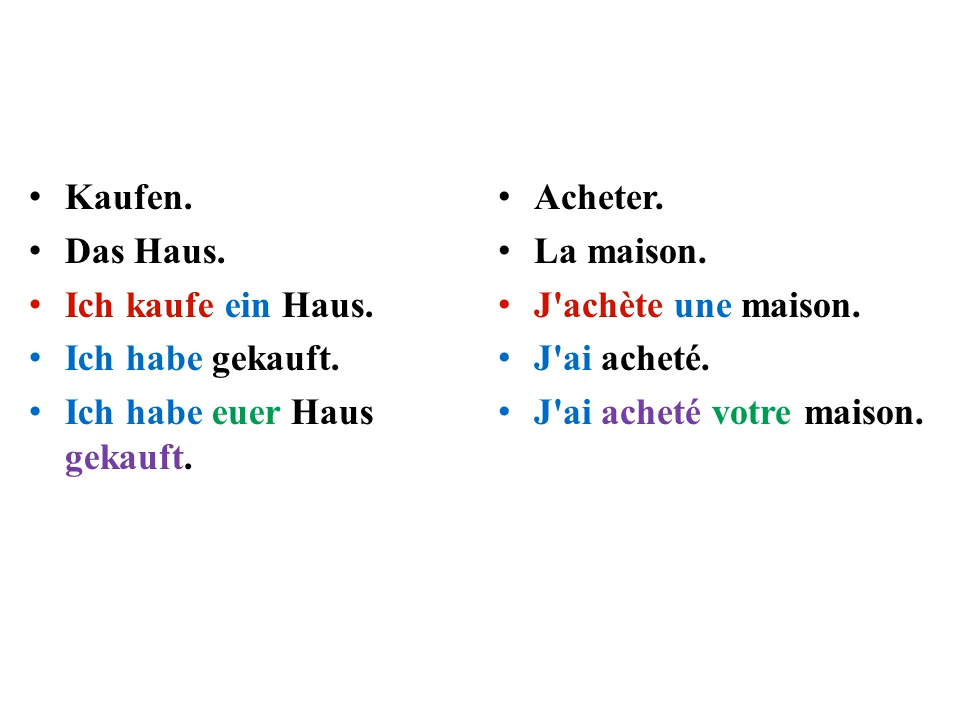 • Kaufen.
• Das Haus.
• Ich kaufe ein Haus.
• Ich habe gekauft.
• Ich habe euer Haus
gekauft.
• Acheter.
• La maison.
• J'achète une maison.
• J'ai acheté.
• J'ai acheté votre maison.